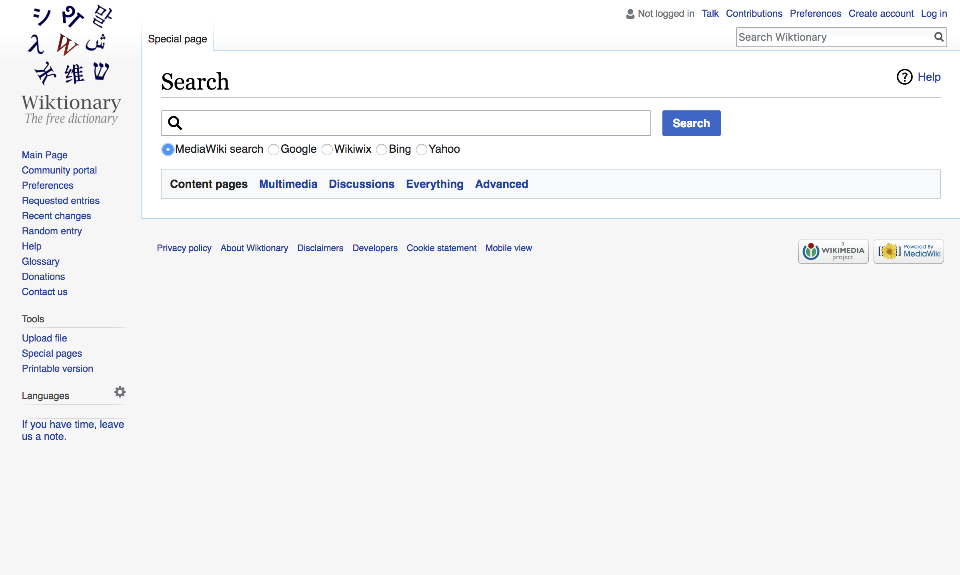 シ Թ 말
λ W ش
维 ש
Wiktionary
The free dictionary
Not logged in Talk Contributions Preferences Create account Log in
Special page
Search Wiktionary
Search
Help
Search
MediaWiki search Google Wikiwix Bing Yahoo
Content pages Multimedia Discussions Everything Advanced
Main Page
Community portal
Preferences
Requested entries
Recent changes
Random entry
Help
Glossary
Donations
Contact us
Tools
Upload file
Special pages
Printable version
Languages
If you have time, leave
us a note.
Privacy policy About Wiktionary Disclaimers Developers Cookie statement Mobile view
a
WIKIMEDIA
project
Powered By
MediaWiki